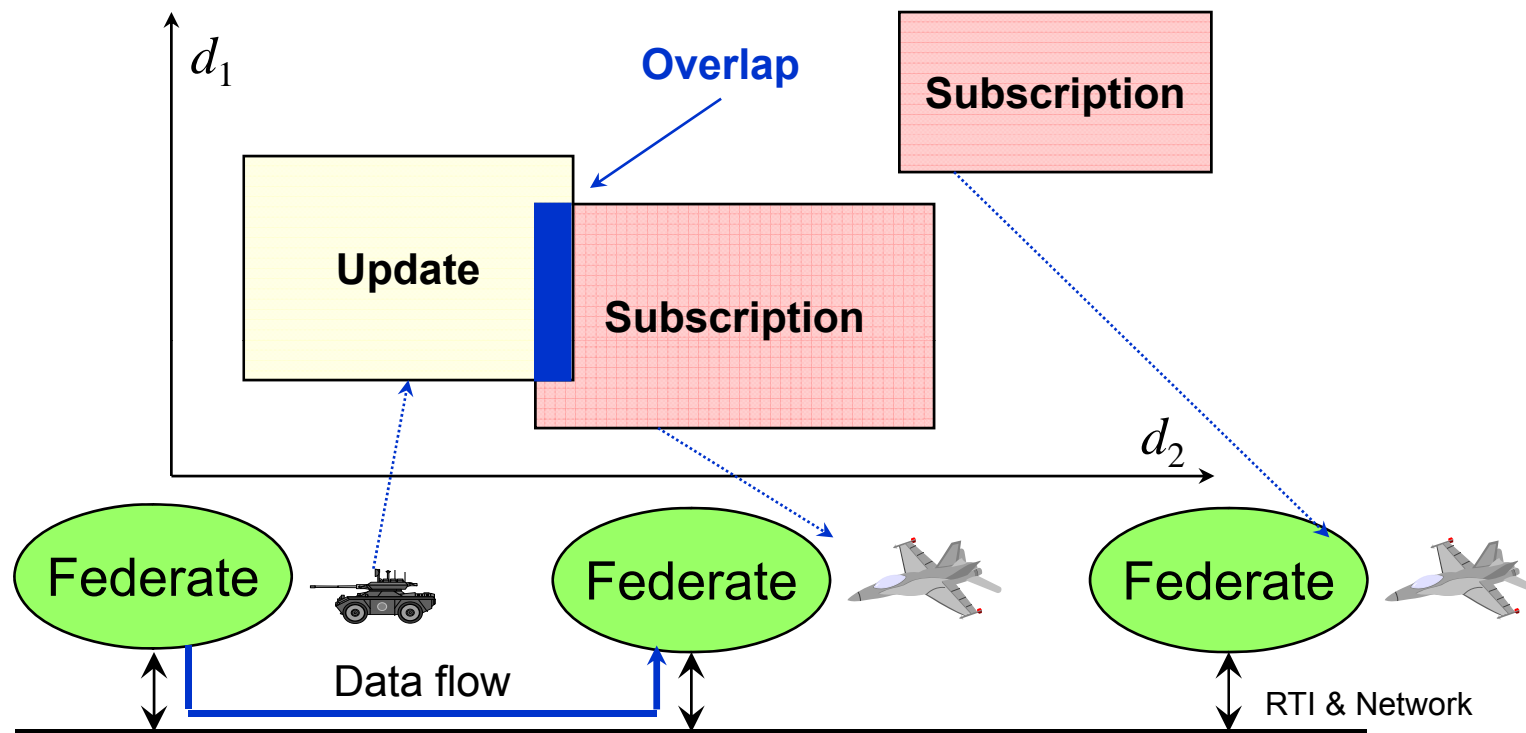 d1
Overlap
Subscription
Update
Subscription
d2
Federate
Federate
Federate
Data flow
RTI & Network